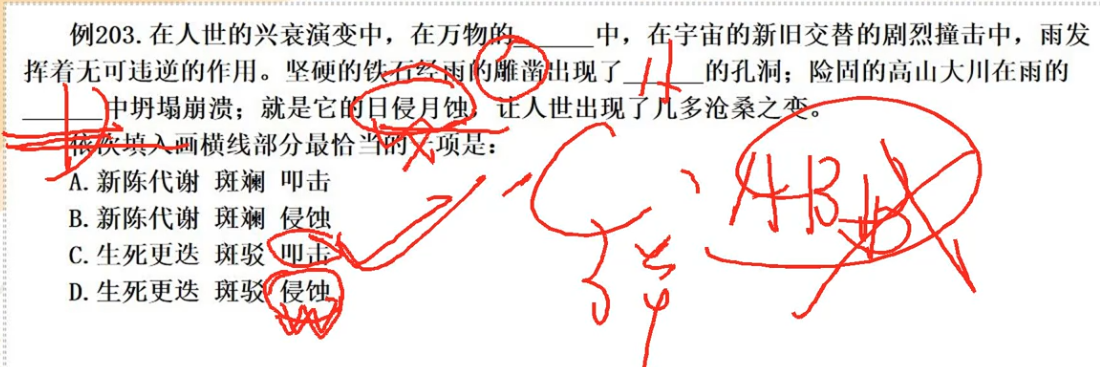 例203.在人世的兴衰演变中，在万物的______中，在宇宙的新旧交替的剧烈撞击中，雨发
挥着无可违逆的作用。坚硬的铁石经雨的雕凿出现了______的孔洞；险固的高山大川在雨的
______中坍塌崩溃；就是它的日侵月蚀，让人世出现了几多沧桑之变。
依次填入画横线部分最恰当的一项是：
A.新陈代谢 斑斓 叩击
B.新陈代谢 斑斓 侵蚀
C.生死更迭 斑驳 叩击
D.生死更迭 斑驳 侵蚀